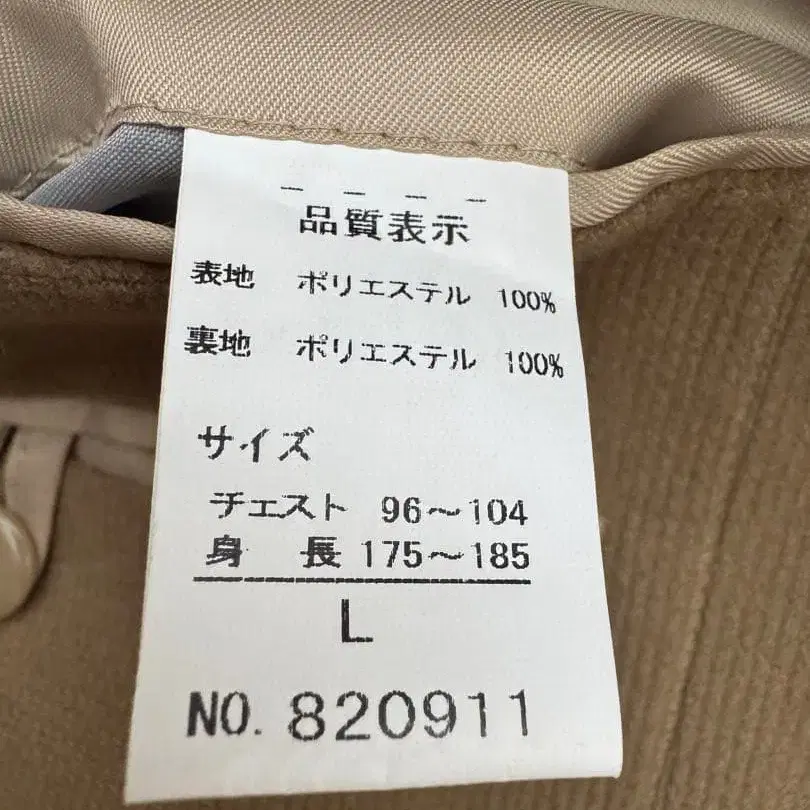 品質表示
表地 ポリエステル 100%
裏地 ポリエステル 100%
サイズ
チェスト 96～104
身 長 175～185
L
NO. 820911